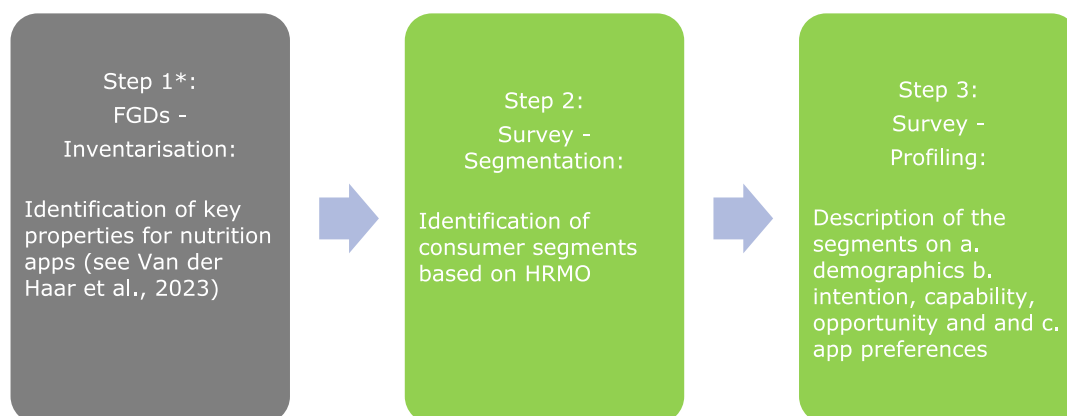 Step 1*:
FGDs -
Inventarisation:
Identification of key
properties for nutrition
apps (see Van der
Haar et al., 2023)
Step 2:
Survey -
Segmentation:
Identification of
consumer segments
based on HRMO
Step 3:
Survey -
Profiling:
Description of the
segments on a.
demographics b.
intention, capability,
opportunity and and c.
app preferences